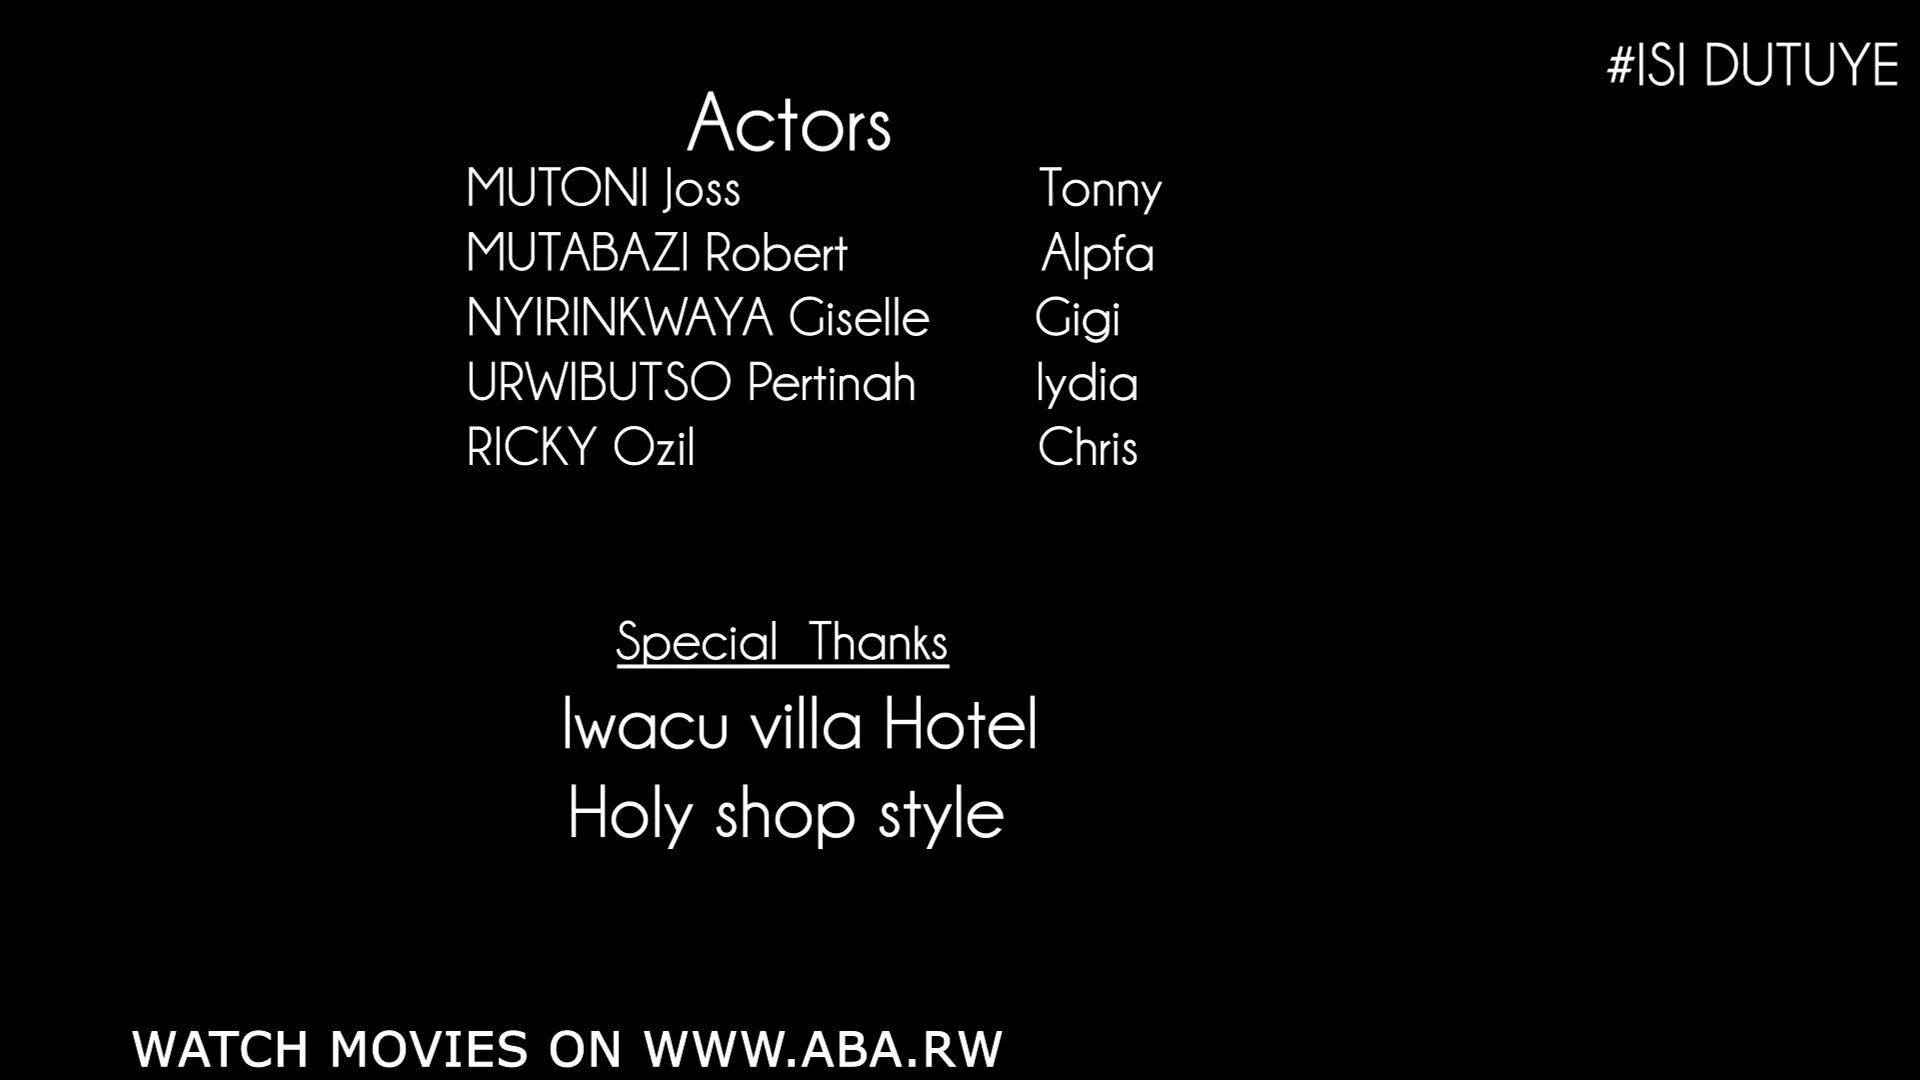 #ISI DUTUYE
Actors
MUTONI Joss Tonny
MUTABAZI Robert Alpfa
NYIRINKWAYA Giselle Gigi
URWIBUTSO Pertinah lydia
RICKY Ozil Chris
Special Thanks
Iwacu villa Hotel
Holy shop style
WATCH MOVIES ON WWW.ABA.RW